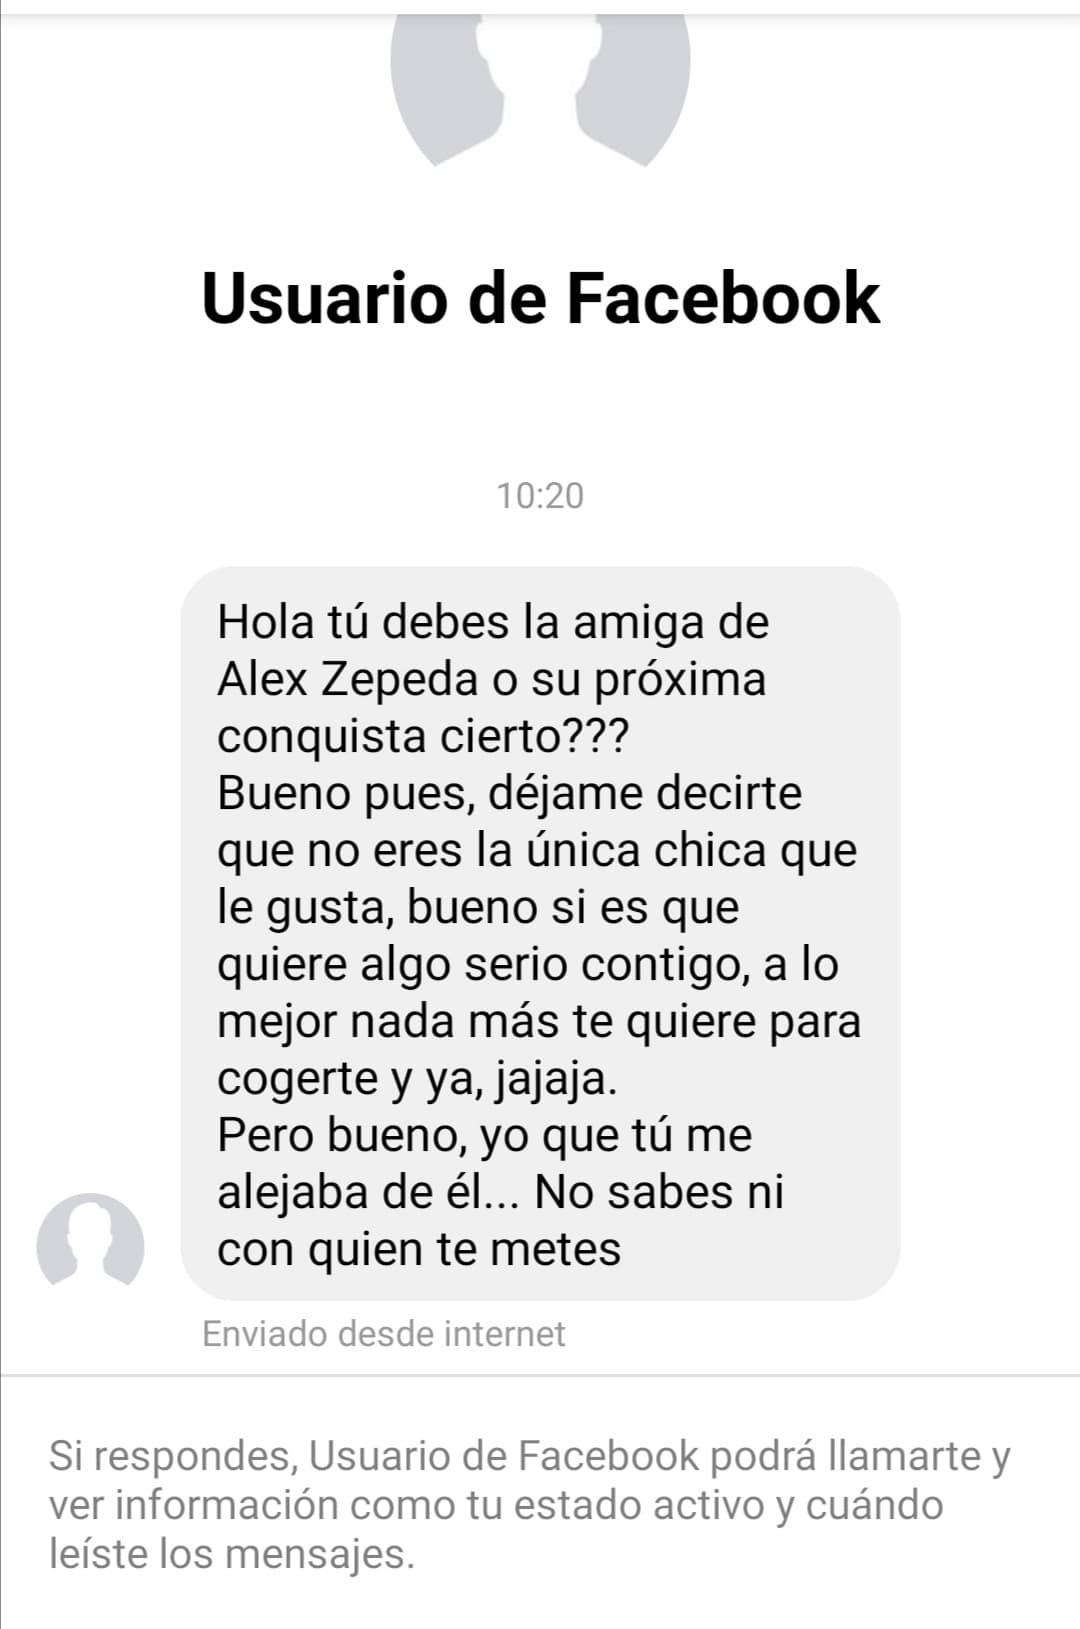 Usuario de Facebook
10:20
Hola tú debes la amiga de
Alex Zepeda o su próxima
conquista cierto???
Bueno pues, déjame decirte
que no eres la única chica que
le gusta, bueno si es que
quiere algo serio contigo, a lo
mejor nada más te quiere para
cogerte y ya, jajaja.
Pero bueno, yo que tú me
alejaba de él... No sabes ni
con quien te metes
Enviado desde internet
Si respondes, Usuario de Facebook podrá llamarte y
ver información como tu estado activo y cuándo
leíste los mensajes.